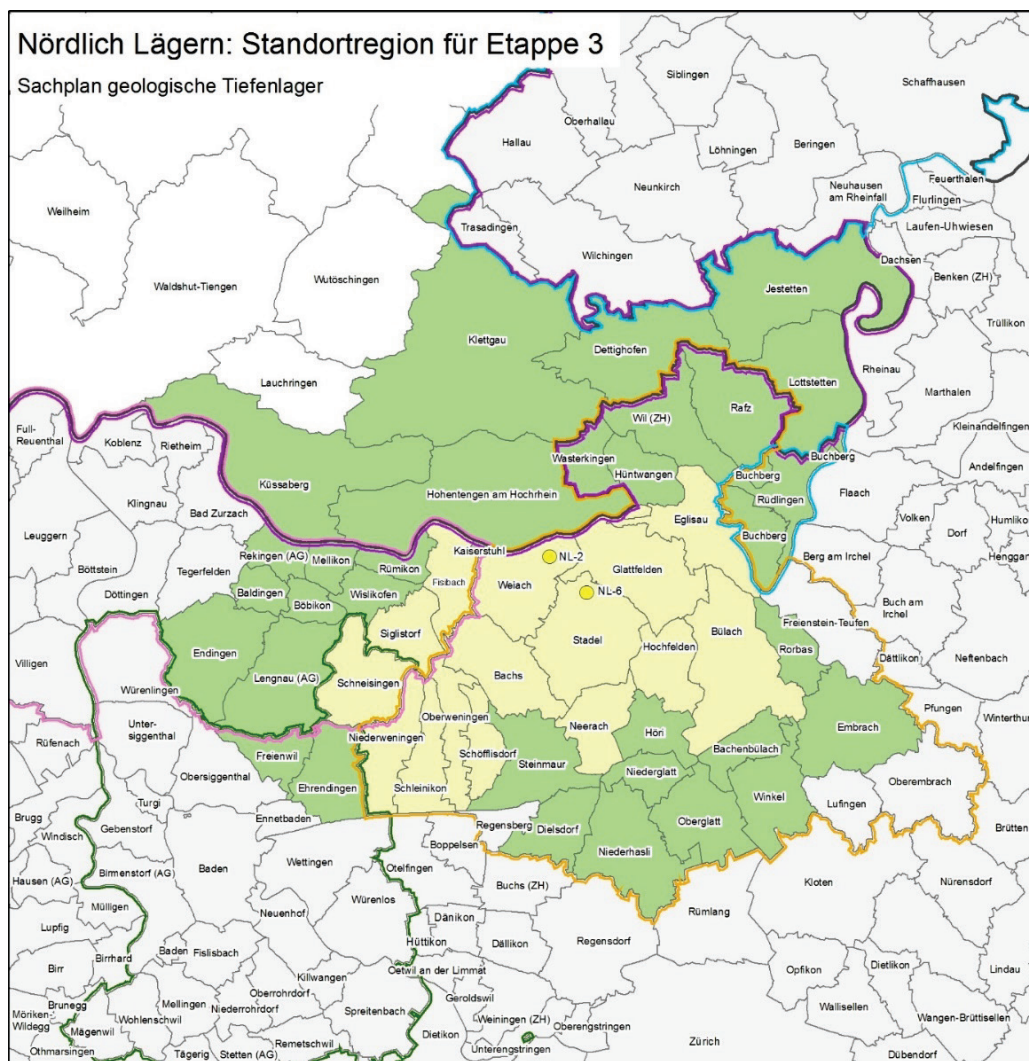 Nördlich Lägern: Standortregion für Etappe 3
Sachplan geologische Tiefenlager
Siblingen
Schaffhausen
Oberhallau
Hallau
Löhningen
Beringen
Neunkirch
Neuhausen
am Rheinfall
Feuerthalen
Flurlingen
Weilheim
Trasadingen
Laufen-Uhwiesen
Wilchingen
Dachsen
Benken (ZH)
Wutöschingen
Waldshut-Tiengen
Jestetten
Trüllikon
Klettgau
Dettighofen
Rheinau
Lauchringen
Lottstetten
Marthalen
Rafz
Full-
Reuenthal
Wil (ZH)
Kleinandelfingen
Koblenz
Rietheim
Wasterkingen
Buchberg
Andelfingen
Klingnau
Küssaberg
Hüntwangen
Buchberg
Flaach
Hohentengen am Hochrhein
Rüdlingen
Bad Zurzach
Eglisau
Volken
Dorf
Humlikon
Leuggern
Buchberg
Henggar
Rekingen (AG)
Mellikon
Kaiserstuhl
NL-2
Berg am Irchel
Böttstein
Tegerfelden
Rümikon
Fisibach
Weiach
Glattfelden
Baldingen
Wislikofen
NL-6
Döttingen
Böbikon
Buch am
Irchel
Siglistorf
Freienstein-Teufen
Stadel
Hochfelden
Bülach
Villigen
Endingen
Rorbas
Dättlikon
Neftenbach
Lengnau (AG)
Schneisingen
Bachs
Würenlingen
Pfungen
Oberweningen
Neerach
Winterthur
Unter-
siggenthal
Niederweningen
Höri
Embrach
Rüfenach
Freienwil
Schöfflisdorf
Steinmaur
Bachenbülach
Obersiggenthal
Niederglatt
Oberembrach
Ehrendingen
Schleinikon
Winkel
Turgi
Lufingen
Brugg
Gebenstorf
Ennetbaden
Regensberg
Dielsdorf
Oberglatt
Brütten
Windisch
Boppelsen
Niederhasli
Wettingen
Otelfingen
Hausen (AG)
Birmenstorf (AG)
Baden
Kloten
Nürensdorf
Buchs (ZH)
Würenlos
Mülligen
Neuenhof
Dänikon
Rümlang
Lupfig
Hüttikon
Dällikon
Regensdorf
Birrhard
Baden
Fislisbach
Birr
Killwangen
Oetwil an der Limmat
Opfikon
Dietlikon
Lindau
Oberrohrdorf
Geroldswil
Brunegg
Mellingen
Niederrohrdorf
Spreitenbach
Wallisellen
Möriken-
Wildegg
Wohlenschwil
Weiningen (ZH)
Wangen-Brüttisellen
Mägenwil
Remetschwil
Dietikon
Oberengstringen
Othmarsingen
Tägerig
Stetten (AG)
Unterengstringen
Zürich
Dübendorf